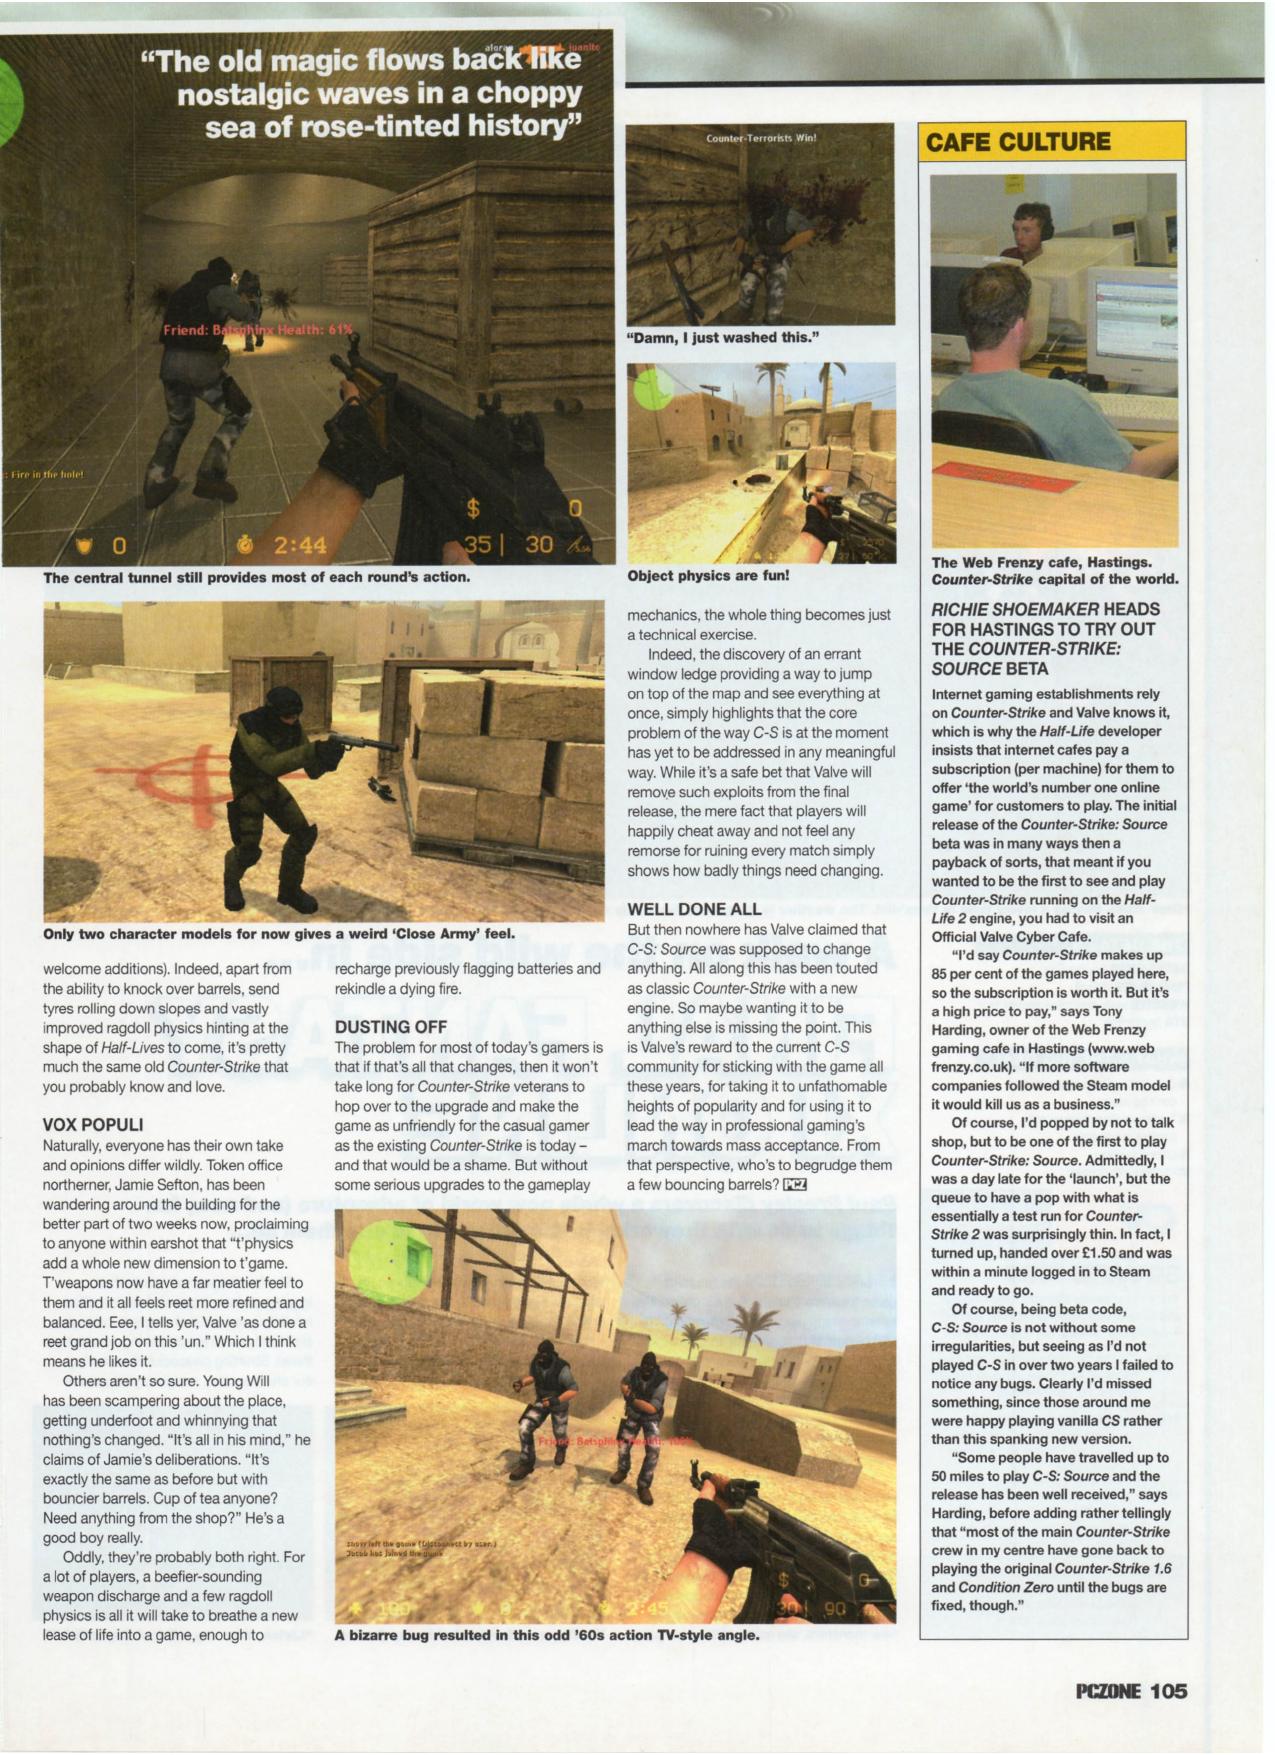 “The old magic flows back like
nostalgic waves in a choppy
sea of rose-tinted history”
juanito
Friend: Batsphinx Health: 61%
: Fire in the hole!
0
2:44
$
0
35| 30
The central tunnel still provides most of each round's action.
Only two character models for now gives a weird ‘Close Army’ feel.
welcome additions). Indeed, apart from
the ability to knock over barrels, send
tyres rolling down slopes and vastly
improved ragdoll physics hinting at the
shape of Half-Lives to come, it's pretty
much the same old Counter-Strike that
you probably know and love.
VOX POPULI
Naturally, everyone has their own take
and opinions differ wildly. Token office
northerner, Jamie Sefton, has been
wandering around the building for the
better part of two weeks now, proclaiming
to anyone within earshot that “t'physics
add a whole new dimension to t'game.
T'weapons now have a far meatier feel to
them and it all feels reet more refined and
balanced. Eee, I tells yer, Valve 'as done a
reet grand job on this 'un.” Which I think
means he likes it.
Others aren't so sure. Young Will
has been scampering about the place,
getting underfoot and whinnying that
nothing's changed. “It's all in his mind,” he
claims of Jamie's deliberations. “It's
exactly the same as before but with
bouncier barrels. Cup of tea anyone?
Need anything from the shop?” He's a
good boy really.
Oddly, they're probably both right. For
a lot of players, a beefier-sounding
weapon discharge and a few ragdoll
physics is all it will take to breathe a new
lease of life into a game, enough to
recharge previously flagging batteries and
rekindle a dying fire.
DUSTING OFF
The problem for most of today's gamers is
that if that's all that changes, then it won't
take long for Counter-Strike veterans to
hop over to the upgrade and make the
game as unfriendly for the casual gamer
as the existing Counter-Strike is today –
and that would be a shame. But without
some serious upgrades to the gameplay
Friend: Batsphinx Health: 100%
show left the game (Disconnect by user.)
Jacob has joined the game
100
2:45
$
0
30| 90
A bizarre bug resulted in this odd '60s action TV-style angle.
Counter-Terrorists Win!
“Damn, I just washed this.”
Object physics are fun!
mechanics, the whole thing becomes just
a technical exercise.
Indeed, the discovery of an errant
window ledge providing a way to jump
on top of the map and see everything at
once, simply highlights that the core
problem of the way C-S is at the moment
has yet to be addressed in any meaningful
way. While it's a safe bet that Valve will
remove such exploits from the final
release, the mere fact that players will
happily cheat away and not feel any
remorse for ruining every match simply
shows how badly things need changing.
WELL DONE ALL
But then nowhere has Valve claimed that
C-S: Source was supposed to change
anything. All along this has been touted
as classic Counter-Strike with a new
engine. So maybe wanting it to be
anything else is missing the point. This
is Valve's reward to the current C-S
community for sticking with the game all
these years, for taking it to unfathomable
heights of popularity and for using it to
lead the way in professional gaming's
march towards mass acceptance. From
that perspective, who's to begrudge them
a few bouncing barrels? PCZ
CAFE CULTURE
The Web Frenzy cafe, Hastings.
Counter-Strike capital of the world.
RICHIE SHOEMAKER HEADS
FOR HASTINGS TO TRY OUT
THE COUNTER-STRIKE:
SOURCE BETA
Internet gaming establishments rely
on Counter-Strike and Valve knows it,
which is why the Half-Life developer
insists that internet cafes pay a
subscription (per machine) for them to
offer ‘the world's number one online
game’ for customers to play. The initial
release of the Counter-Strike: Source
beta was in many ways then a
payback of sorts, that meant if you
wanted to be the first to see and play
Counter-Strike running on the Half-
Life 2 engine, you had to visit an
Official Valve Cyber Cafe.
“I'd say Counter-Strike makes up
85 per cent of the games played here,
so the subscription is worth it. But it's
a high price to pay,” says Tony
Harding, owner of the Web Frenzy
gaming cafe in Hastings (www.web
frenzy.co.uk). “If more software
companies followed the Steam model
it would kill us as a business.”
Of course, I'd popped by not to talk
shop, but to be one of the first to play
Counter-Strike: Source. Admittedly, I
was a day late for the ‘launch’, but the
queue to have a pop with what is
essentially a test run for Counter-
Strike 2 was surprisingly thin. In fact, I
turned up, handed over £1.50 and was
within a minute logged in to Steam
and ready to go.
Of course, being beta code,
C-S: Source is not without some
irregularities, but seeing as I'd not
played C-S in over two years I failed to
notice any bugs. Clearly I'd missed
something, since those around me
were happy playing vanilla CS rather
than this spanking new version.
“Some people have travelled up to
50 miles to play C-S: Source and the
release has been well received,” says
Harding, before adding rather tellingly
that “most of the main Counter-Strike
crew in my centre have gone back to
playing the original Counter-Strike 1.6
and Condition Zero until the bugs are
fixed, though.”
PCZONE 105